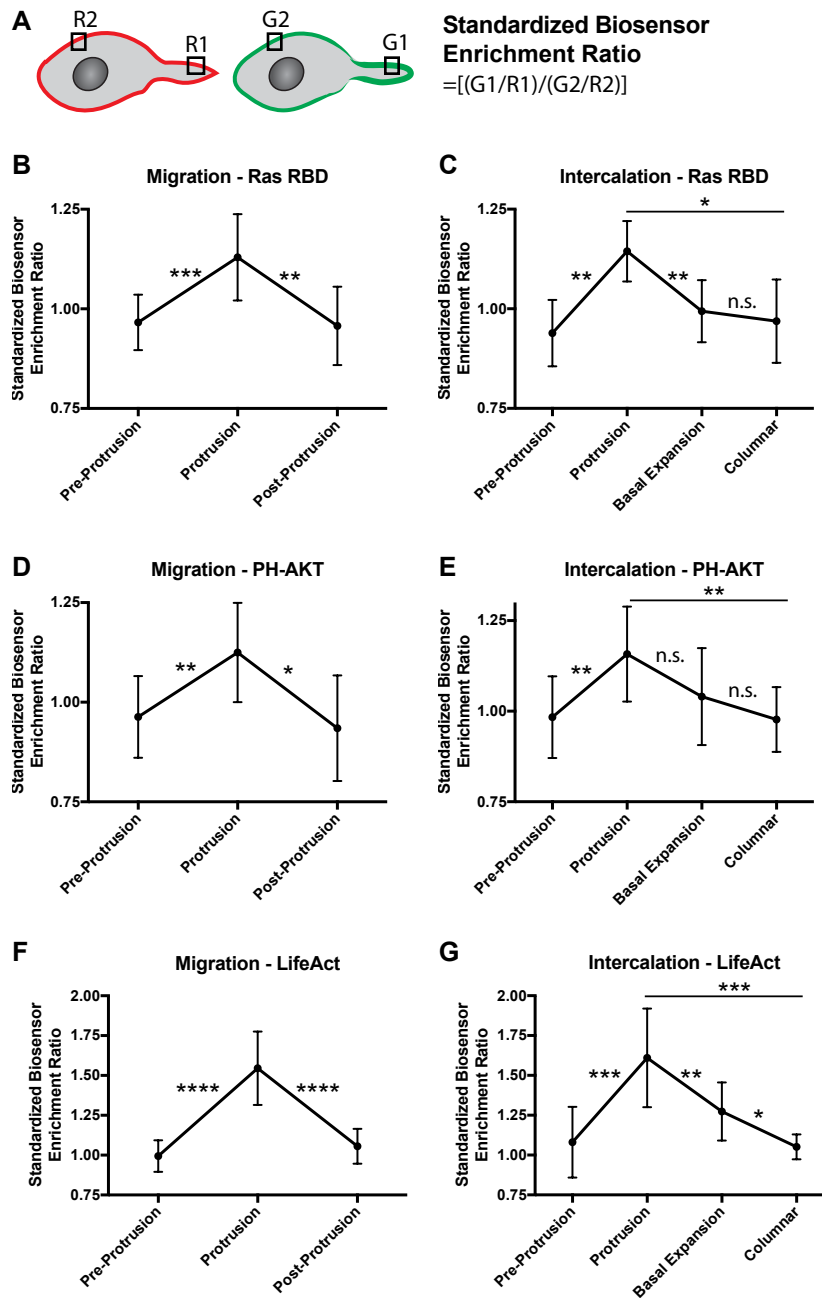 A
R2
R1
G2
G1
Standardized Biosensor
Enrichment Ratio
=[(G1/R1)/(G2/R2)]
B
Migration - Ras RBD
Standardized Biosensor
Enrichment Ratio
1.25
1.00
0.75
***
**
Pre-Protrusion
Protrusion
Post-Protrusion
C
Intercalation - Ras RBD
Standardized Biosensor
Enrichment Ratio
1.25
1.00
0.75
*
**
**
n.s.
Pre-Protrusion
Protrusion
Basal Expansion
Columnar
D
Migration - PH-AKT
Standardized Biosensor
Enrichment Ratio
1.25
1.00
0.75
**
*
Pre-Protrusion
Protrusion
Post-Protrusion
E
Intercalation - PH-AKT
Standardized Biosensor
Enrichment Ratio
1.25
1.00
0.75
**
**
n.s.
n.s.
Pre-Protrusion
Protrusion
Basal Expansion
Columnar
F
Migration - LifeAct
Standardized Biosensor
Enrichment Ratio
2.00
1.75
1.50
1.25
1.00
0.75
****
****
Pre-Protrusion
Protrusion
Post-Protrusion
G
Intercalation - LifeAct
Standardized Biosensor
Enrichment Ratio
2.00
1.75
1.50
1.25
1.00
0.75
***
***
**
*
Pre-Protrusion
Protrusion
Basal Expansion
Columnar